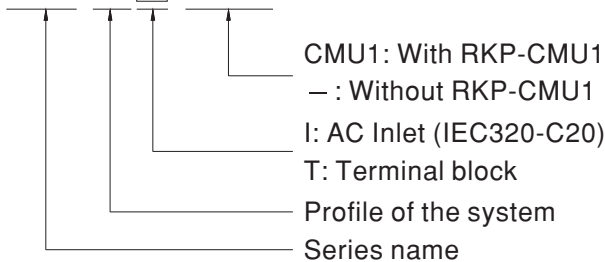 CMU1: With RKP-CMU1
– : Without RKP-CMU1
I: AC Inlet (IEC320-C20)
T: Terminal block
Profile of the system
Series name